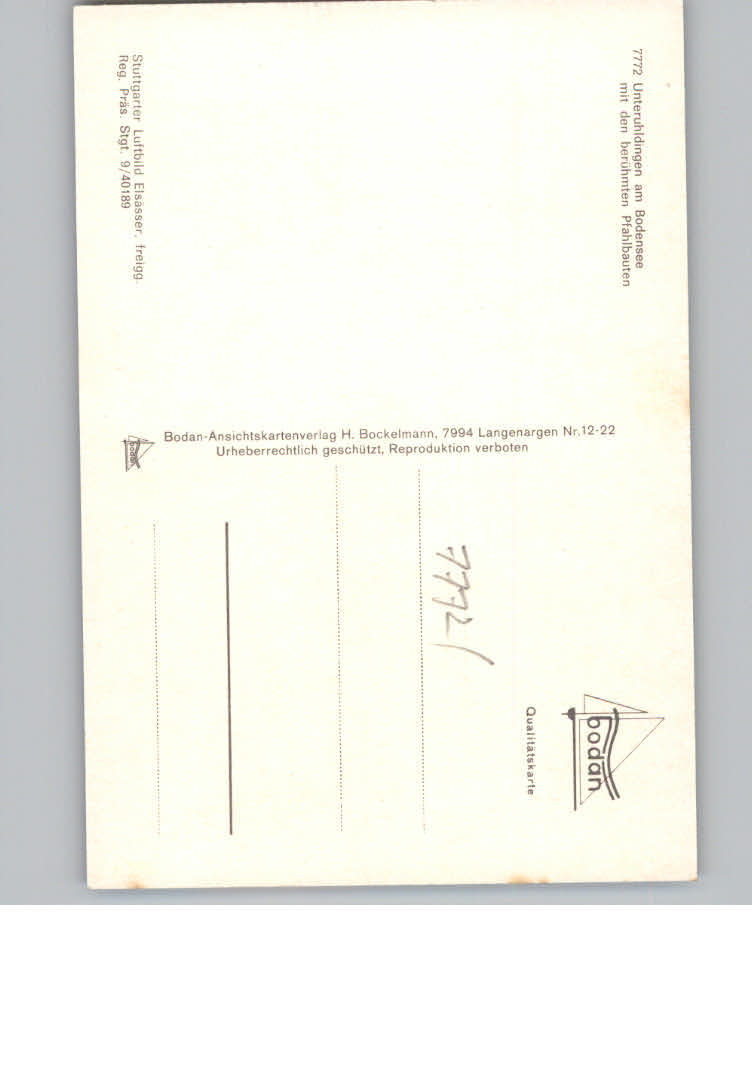 7772 Unteruhldingen am Bodensee
mit den berühmten Pfahlbauten
Stuttgarter Luftbild Elsässer, freigg.
Reg. Präs. Stgt. 9/40189
Bodan-Ansichtskartenverlag H. Bockelmann, 7994 Langenargen Nr.12-22
Urheberrechtlich geschützt, Reproduktion verboten
bodan
bodan
Qualitätskarte
7772 /